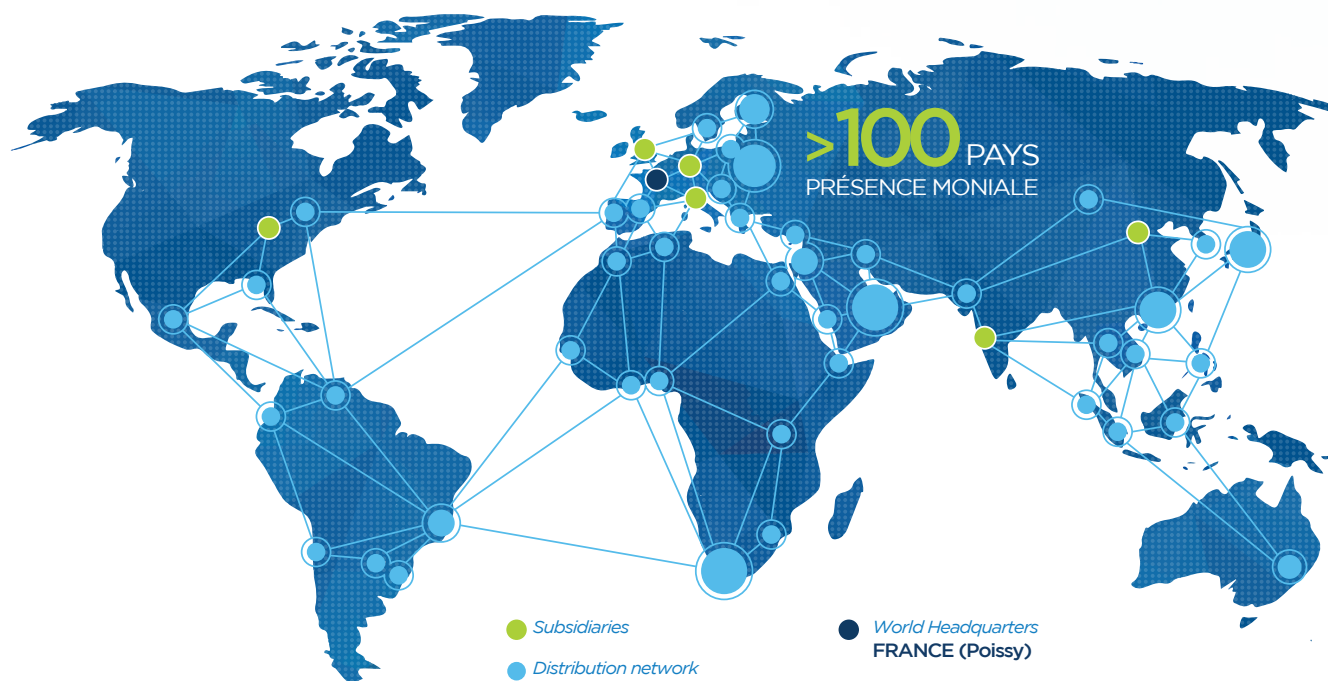 >100 PAYS
PRÉSENCE MONIALE
Subsidiaries
Distribution network
World Headquarters
FRANCE (Poissy)